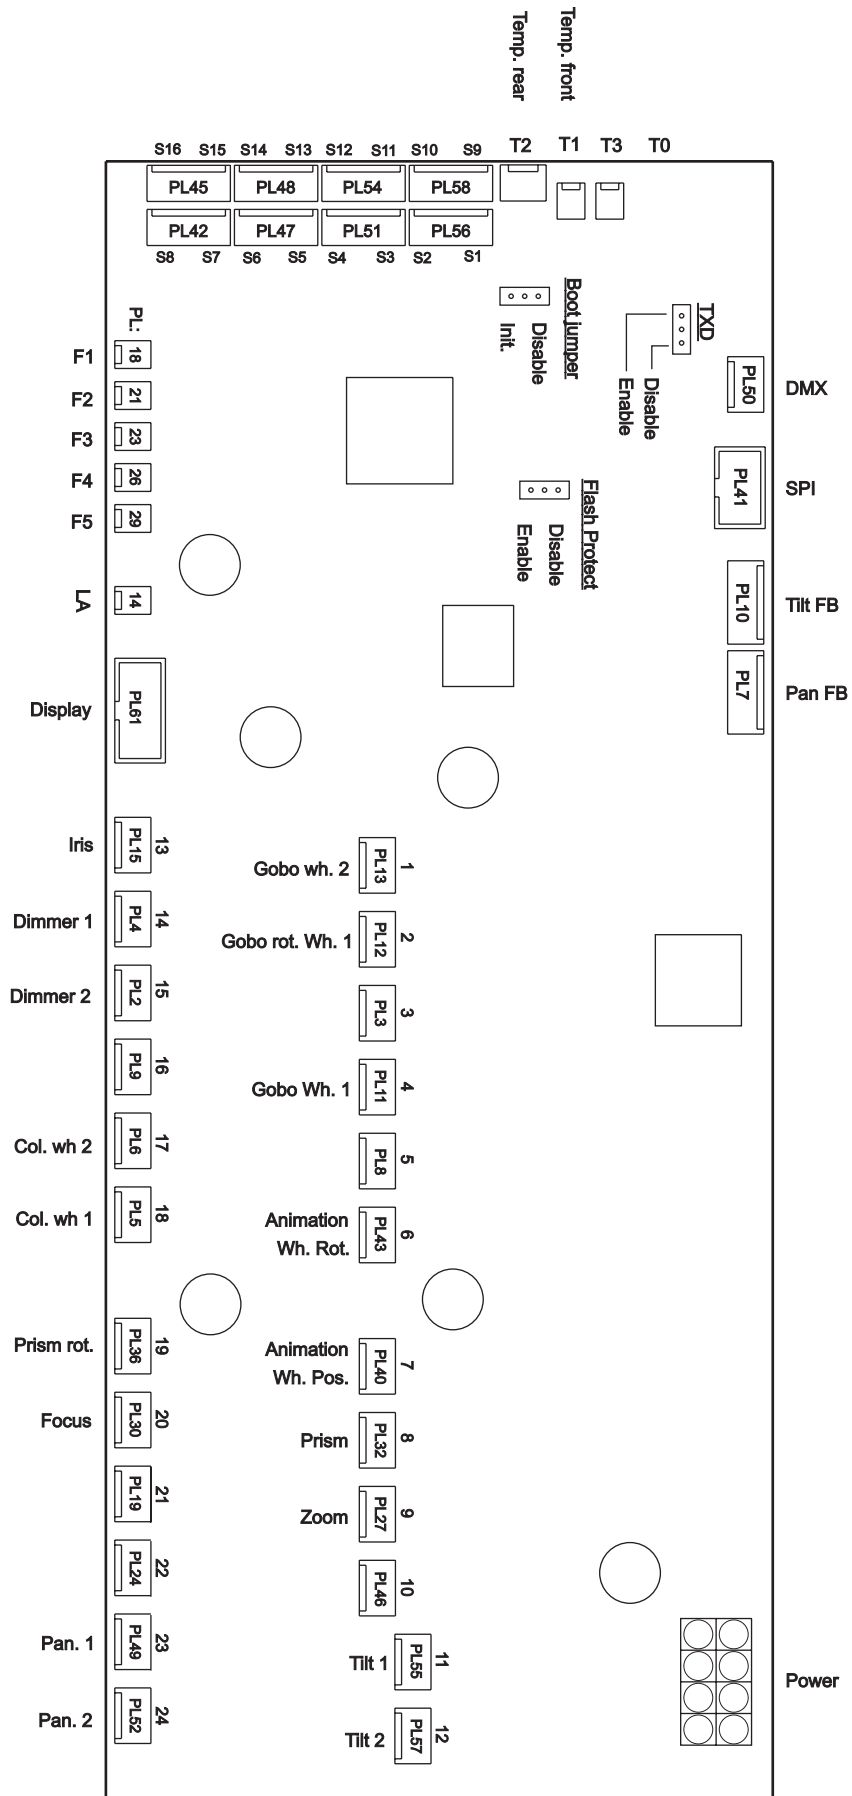 Temp. rear
Temp. front
S16 S15 S14 S13 S12 S11 S10 S9 T2 T1 T3 T0
PL45 PL48 PL54 PL58
PL42 PL47 PL51 PL56
S8 S7 S6 S5 S4 S3 S2 S1
Boot jumper
Disable
Init.
TXD
Disable
Enable
PL:
F1 18
F2 21
F3 23
F4 26
F5 29
LA 14
PL50 DMX
PL41 SPI
Flash Protect
Disable
Enable
PL10 Tilt FB
PL7 Pan FB
Display PL61
Iris PL15 13
Dimmer 1 PL4 14
Dimmer 2 PL2 15
PL9 16
Col. wh 2 PL6 17
Col. wh 1 PL5 18
Prism rot. PL36 19
Focus PL30 20
PL19 21
PL24 22
Pan. 1 PL49 23
Pan. 2 PL52 24
Gobo wh. 2 PL13 1
Gobo rot. Wh. 1 PL12 2
PL3 3
Gobo Wh. 1 PL11 4
PL8 5
Animation
Wh. Rot. PL43 6
Animation
Wh. Pos. PL40 7
Prism PL32 8
Zoom PL27 9
PL46 10
Tilt 1 PL55 11
Tilt 2 PL57 12
Power